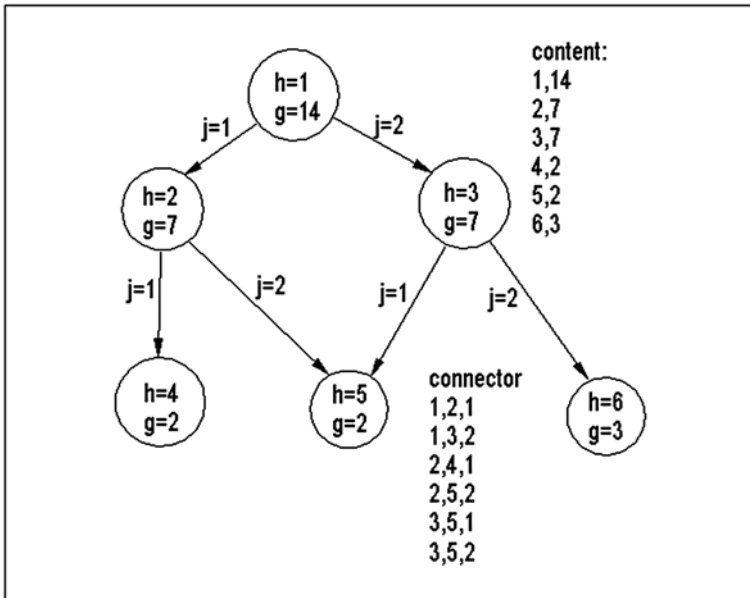 h=1
g=14
j=1
j=2
h=2
g=7
h=3
g=7
j=1
j=2
j=1
j=2
h=4
g=2
h=5
g=2
h=6
g=3
content:
1,14
2,7
3,7
4,2
5,2
6,3
connector
1,2,1
1,3,2
2,4,1
2,5,2
3,5,1
3,5,2